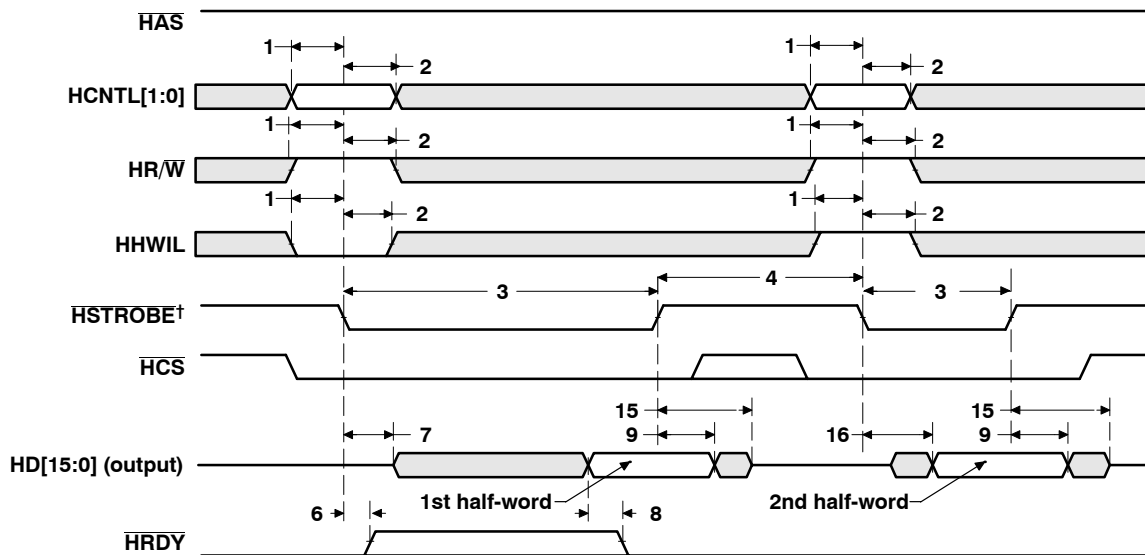 HAS
1
1
2
2
HCNTL[1:0]
1
1
2
2
HR/W
1
1
2
2
HHWIL
4
3
3
HSTROBE†
HCS
15
15
7
9
16
9
HD[15:0] (output)
1st half-word
2nd half-word
6
8
HRDY